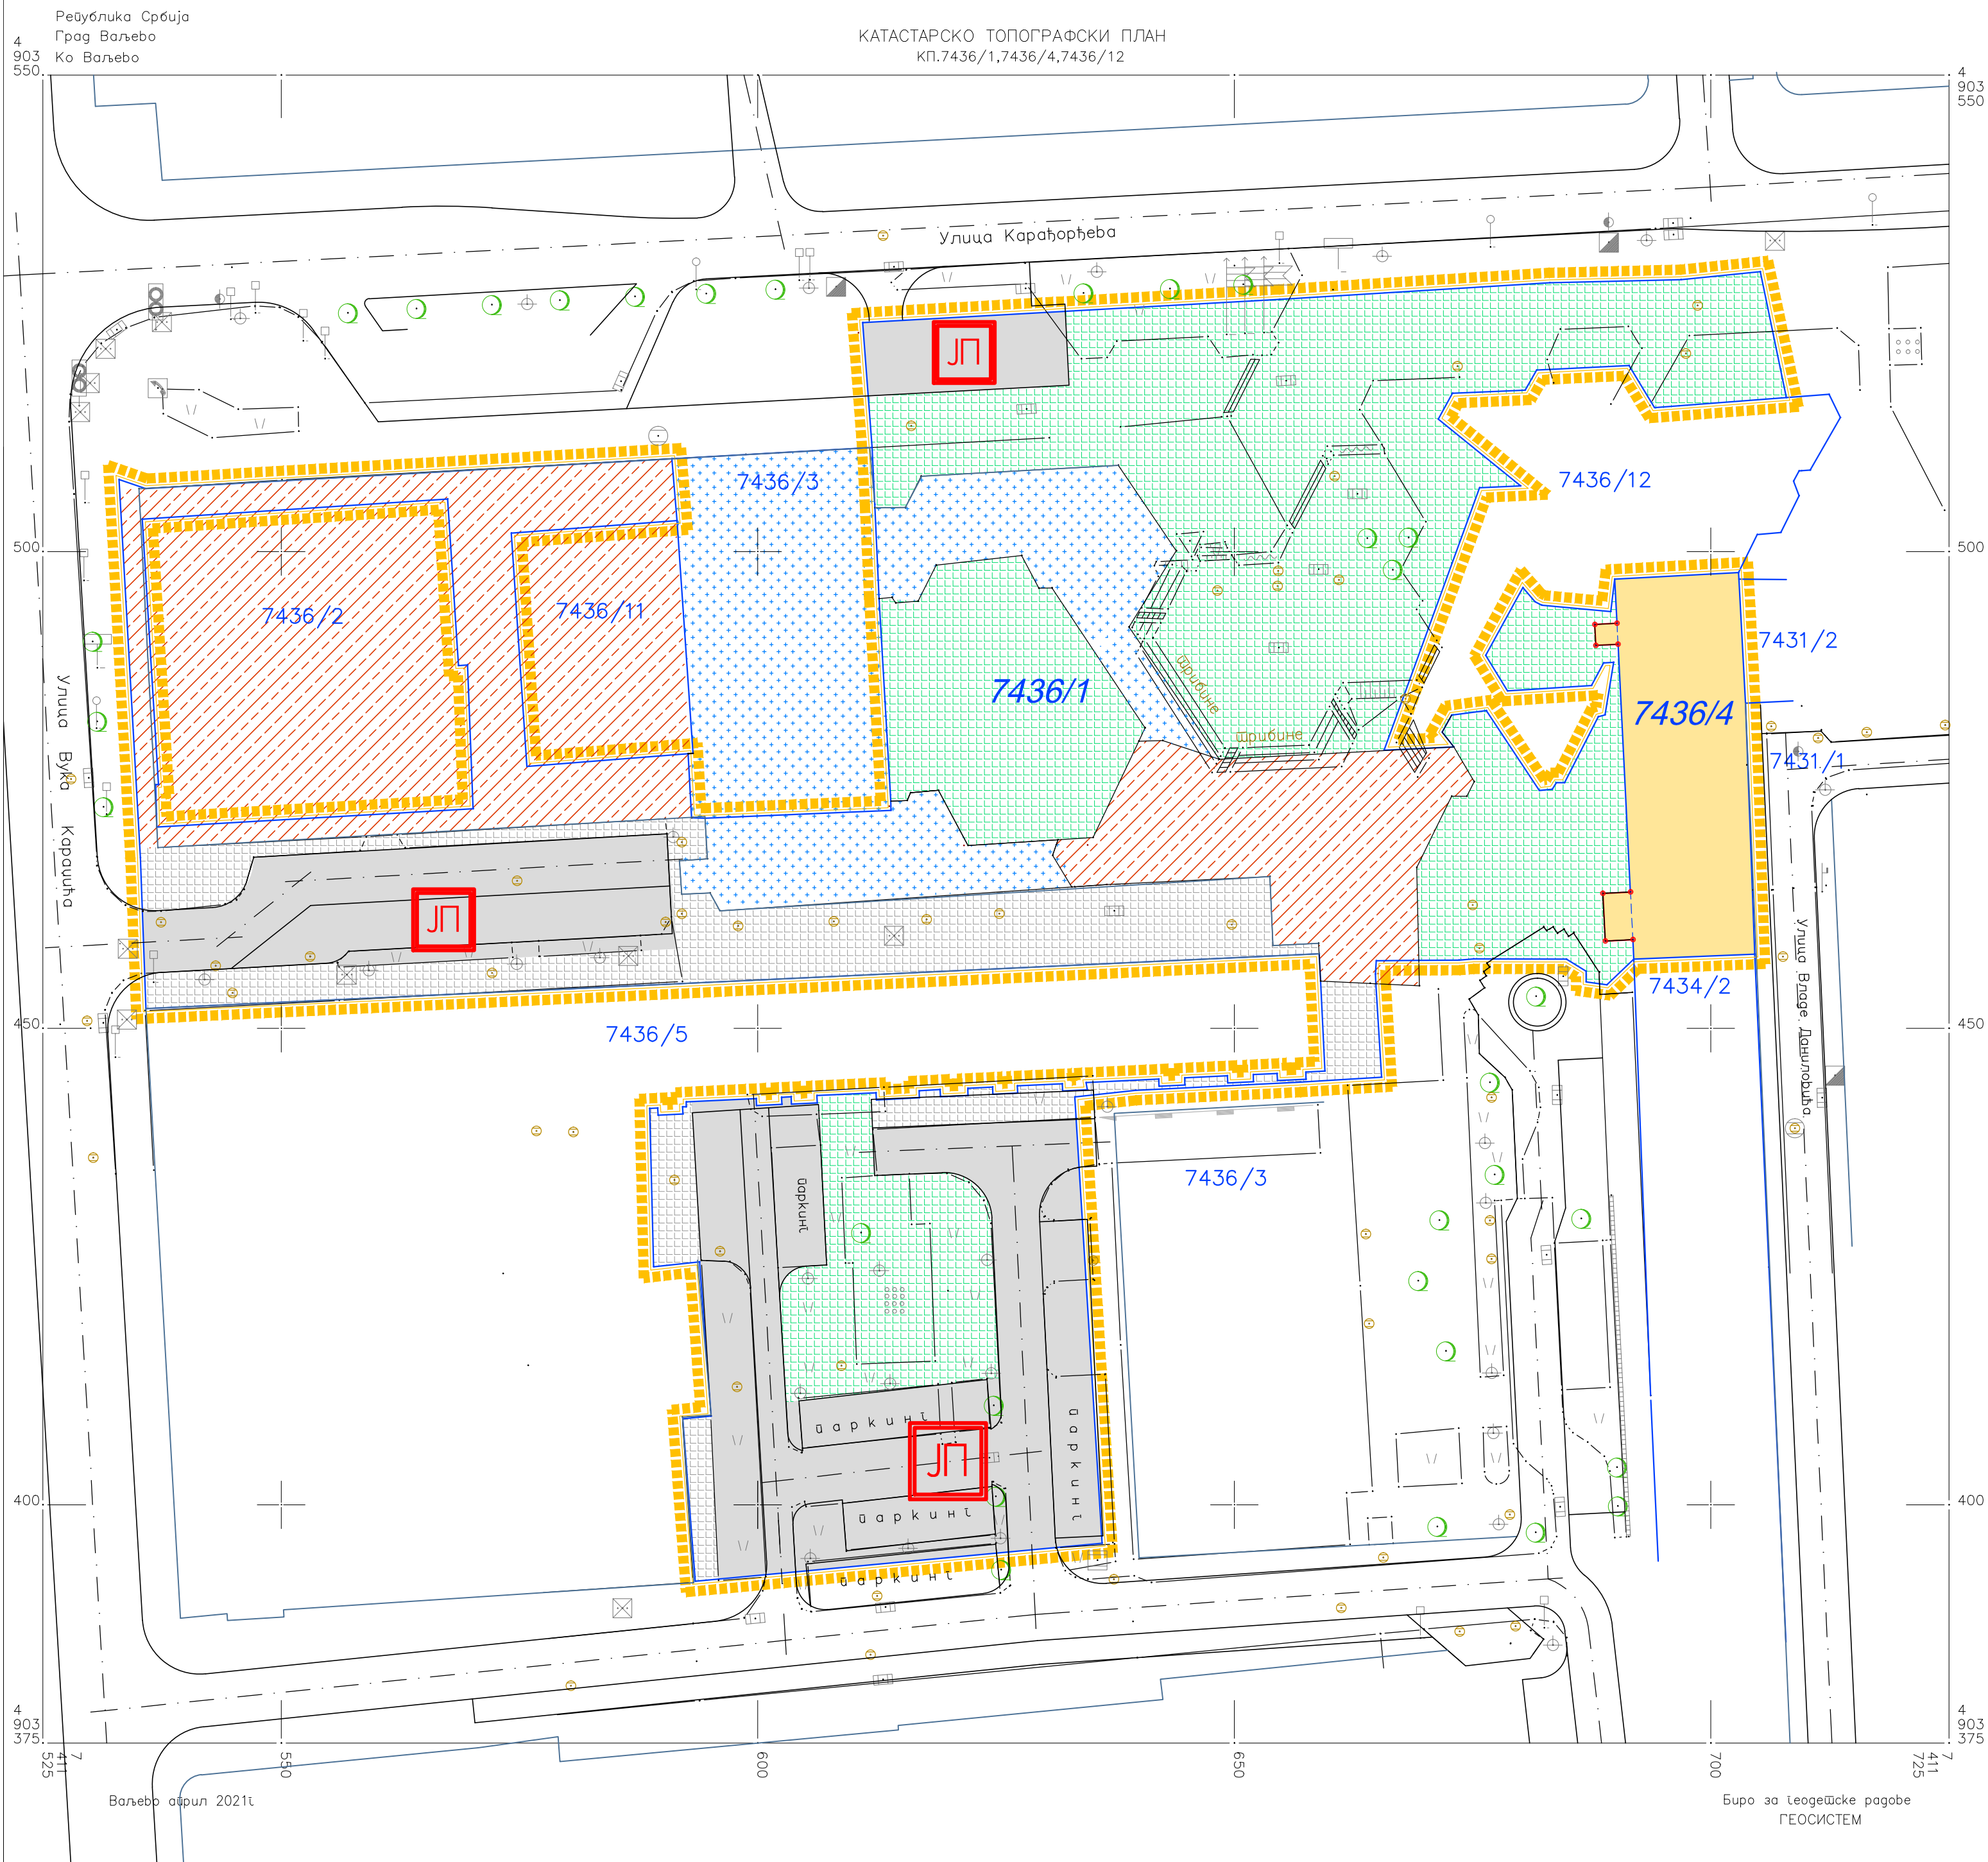 Република Србија
Град Ваљево
Ко Ваљево
КАТАСТАРСКО ТОПОГРАФСКИ ПЛАН
КП.7436/1,7436/4,7436/12
4
903
550
4
903
550
Улица Карађорђева
ЈП
7436/3
7436/12
500
500
7436/2
7436/11
7436/1
7431/2
7436/4
трибине
трибине
7431/1
Улица Вука Караџића
ЈП
Улица Владе Даниловића
7434/2
450
7436/5
450
7436/3
паркинг
паркинг
паркинг
ЈП
400
400
паркинг
паркинг
4
903
375
4
903
375
7
411
525
550
600
650
700
7
411
725
Ваљево април 2021г
Биро за геодетске радове
ГЕОСИСТЕМ